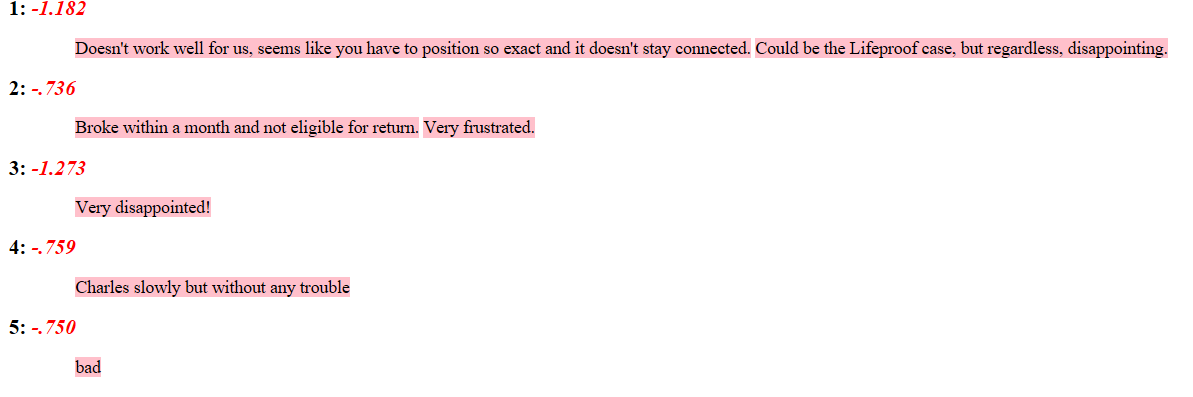 1: -1.182
Doesn't work well for us, seems like you have to position so exact and it doesn't stay connected. Could be the Lifeproof case, but regardless, disappointing.
2: -.736
Broke within a month and not eligible for return. Very frustrated.
3: -1.273
Very disappointed!
4: -.759
Charles slowly but without any trouble
5: -.750
bad